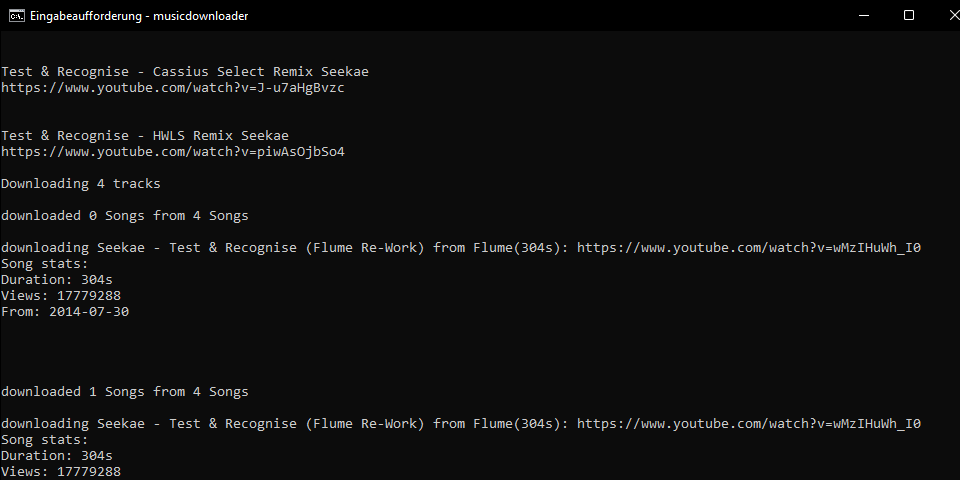 Eingabeaufforderung - musicdownloader
Test & Recognise - Cassius Select Remix Seekae
https://www.youtube.com/watch?v=J-u7aHgBvzc
Test & Recognise - HWLS Remix Seekae
https://www.youtube.com/watch?v=piwAsOjbSo4
Downloading 4 tracks
downloaded 0 Songs from 4 Songs
downloading Seekae - Test & Recognise (Flume Re-Work) from Flume(304s): https://www.youtube.com/watch?v=wMzIHuWh_I0
Song stats:
Duration: 304s
Views: 17779288
From: 2014-07-30
downloaded 1 Songs from 4 Songs
downloading Seekae - Test & Recognise (Flume Re-Work) from Flume(304s): https://www.youtube.com/watch?v=wMzIHuWh_I0
Song stats:
Duration: 304s
Views: 17779288